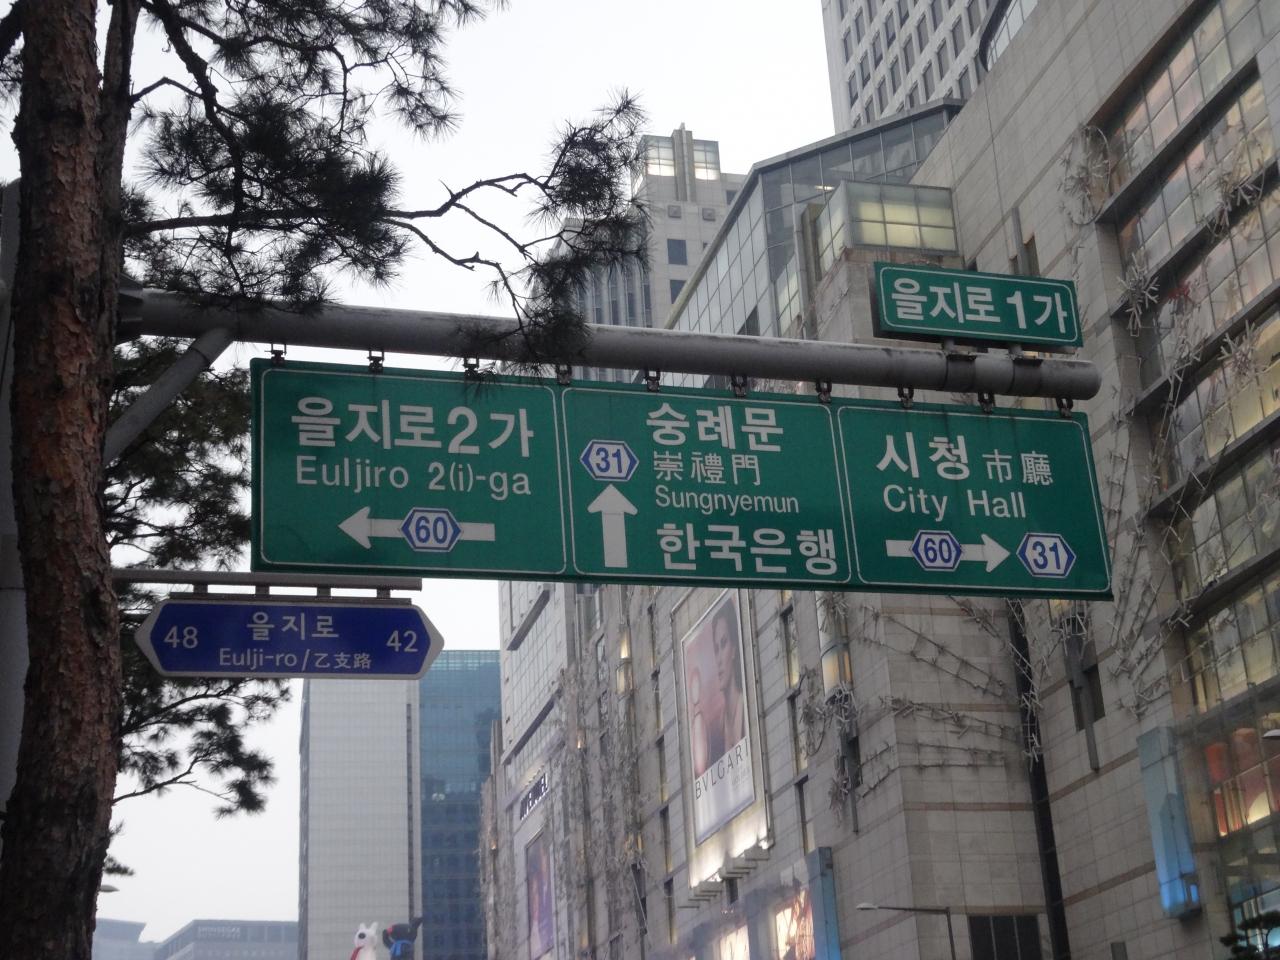 을지로1가
을지로2가
Euljiro 2(i)-ga
60
숭례문
31
崇禮門
Sungnyemun
한국은행
시청 市廳
City Hall
60 31
48 을지로 42
Eulji-ro/乙支路
BVLGARI
SHINSEGAE